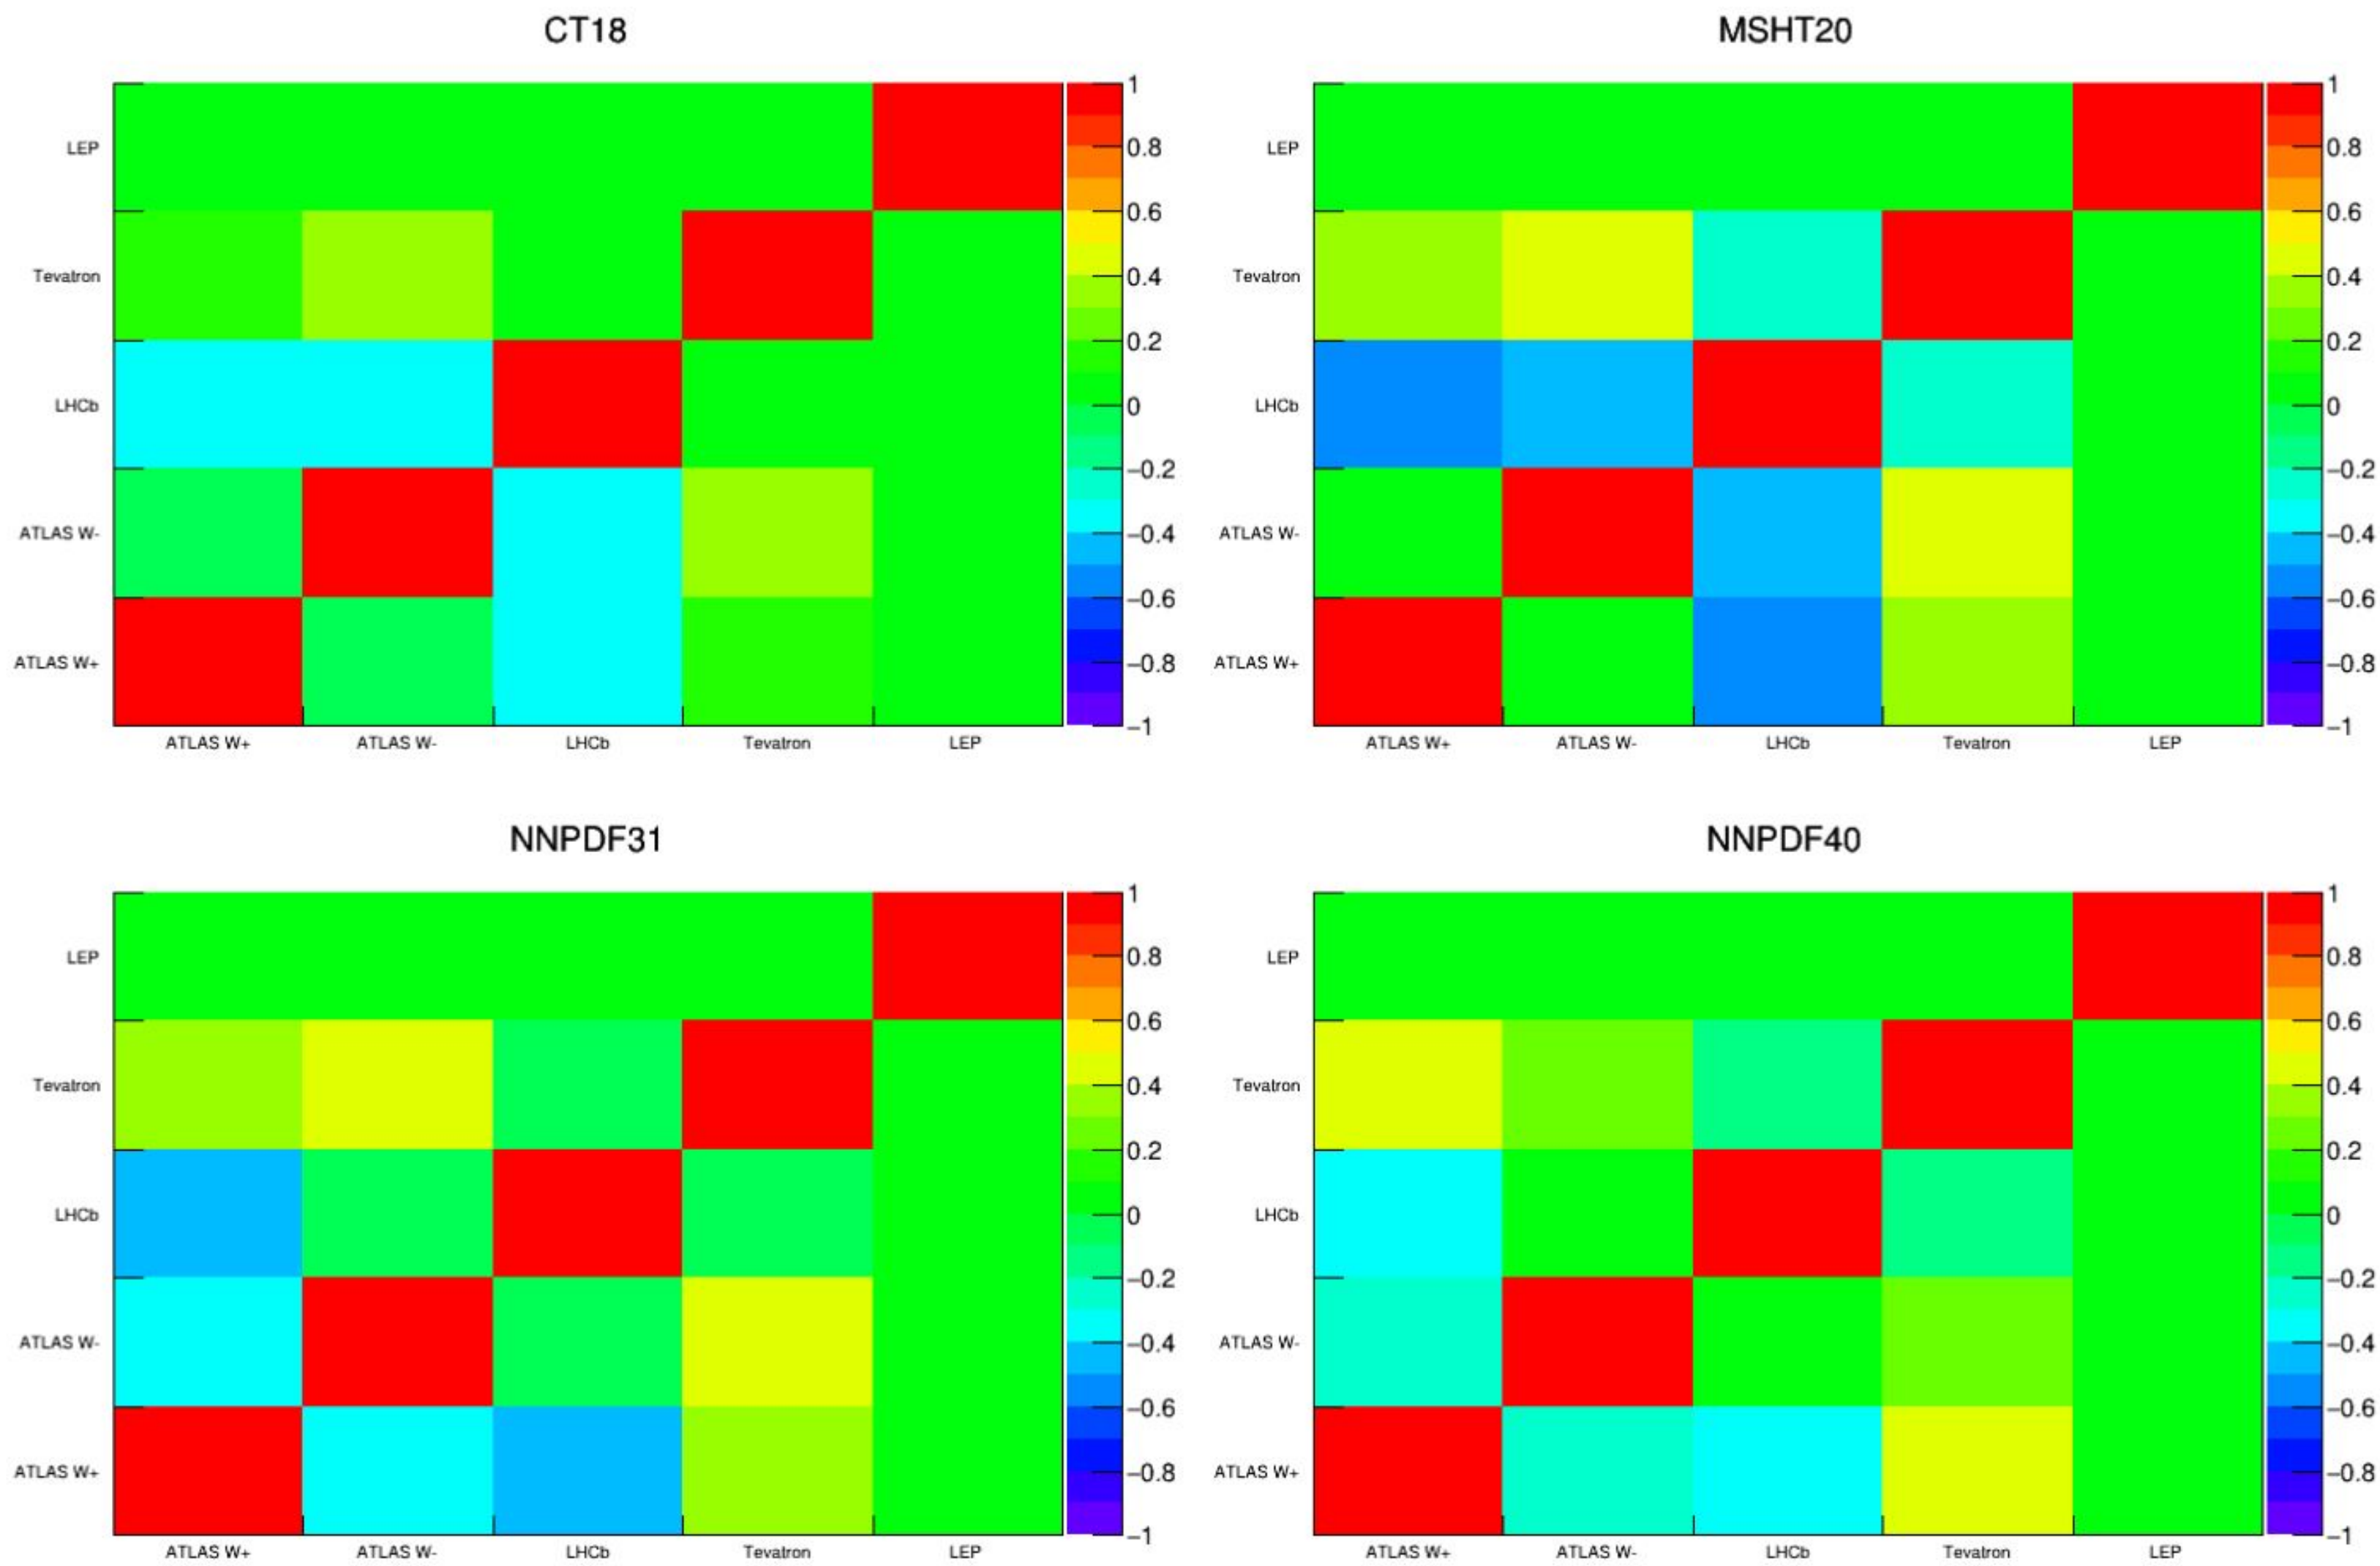 CT18
MSHT20
LEP
Tevatron
LHCb
ATLAS W-
ATLAS W+
ATLAS W+ ATLAS W- LHCb Tevatron LEP
1
0.8
0.6
0.4
0.2
0
−0.2
−0.4
−0.6
−0.8
−1
LEP
Tevatron
LHCb
ATLAS W-
ATLAS W+
ATLAS W+ ATLAS W- LHCb Tevatron LEP
1
0.8
0.6
0.4
0.2
0
−0.2
−0.4
−0.6
−0.8
−1
NNPDF31
NNPDF40
LEP
Tevatron
LHCb
ATLAS W-
ATLAS W+
ATLAS W+ ATLAS W- LHCb Tevatron LEP
1
0.8
0.6
0.4
0.2
0
−0.2
−0.4
−0.6
−0.8
−1
LEP
Tevatron
LHCb
ATLAS W-
ATLAS W+
ATLAS W+ ATLAS W- LHCb Tevatron LEP
1
0.8
0.6
0.4
0.2
0
−0.2
−0.4
−0.6
−0.8
−1